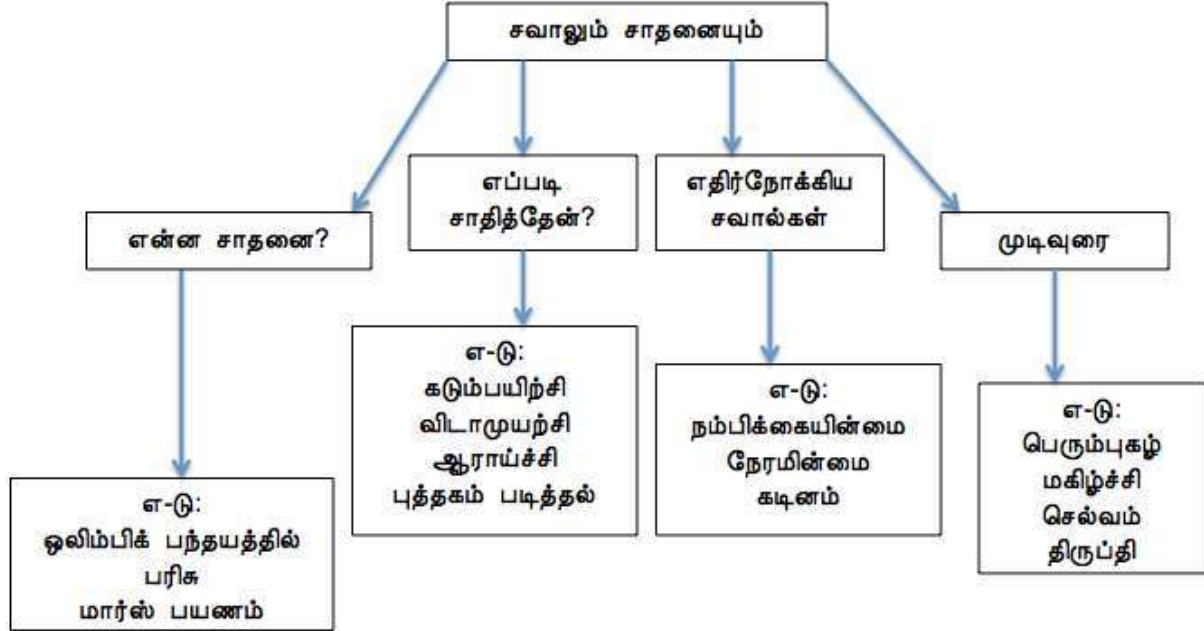 சவாலும் சாதனையும்
என்ன சாதனை?
எப்படி
சாதித்தேன்?
எதிர்நோக்கிய
சவால்கள்
முடிவுரை
எ-டு:
ஒலிம்பிக் பந்தயத்தில்
பரிசு
மார்ஸ் பயணம்
எ-டு:
கடும்பயிற்சி
விடாமுயற்சி
ஆராய்ச்சி
புத்தகம் படித்தல்
எ-டு:
நம்பிக்கையின்மை
நேரமின்மை
கடினம்
எ-டு:
பெரும்புகழ்
மகிழ்ச்சி
செல்வம்
திருப்தி